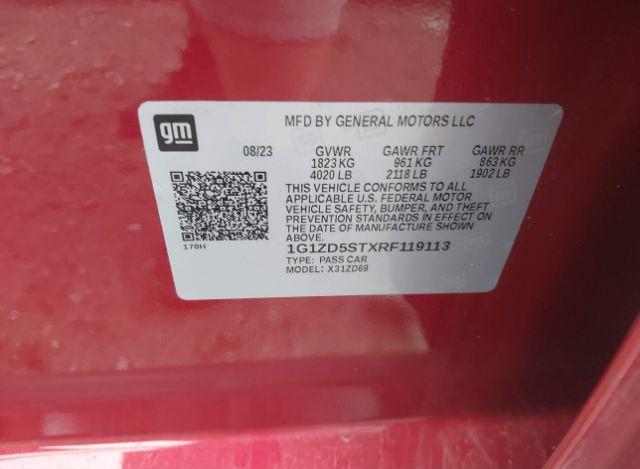 gm
MFD BY GENERAL MOTORS LLC
08/23 GVWR GAWR FRT GAWR RR
1823 KG 961 KG 863 KG
4020 LB 2118 LB 1902 LB
THIS VEHICLE CONFORMS TO ALL
APPLICABLE U.S. FEDERAL MOTOR
VEHICLE SAFETY, BUMPER, AND THEFT
PREVENTION STANDARDS IN EFFECT ON
THE DATE OF MANUFACTURE SHOWN
ABOVE.
170H
1G1ZD5STXRF119113
TYPE: PASS CAR
MODEL: X31ZD69